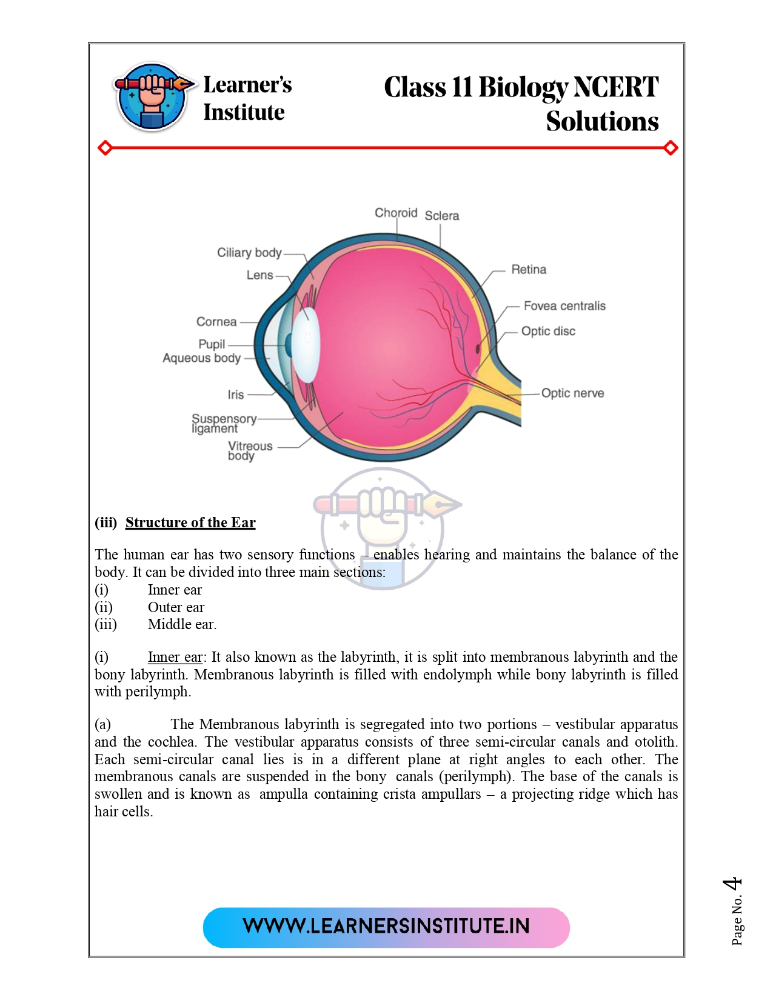 Learner's
Institute
Class 11 Biology NCERT
Solutions
Choroid
Sclera
Ciliary body
Lens
Retina
Fovea centralis
Cornea
Optic disc
Pupil
Aqueous body
Iris
Optic nerve
Suspensory
ligament
Vitreous
body
(iii) Structure of the Ear
The human ear has two sensory functions – enables hearing and maintains the balance of the
body. It can be divided into three main sections:
(i) Inner ear
(ii) Outer ear
(iii) Middle ear.
(i) Inner ear: It also known as the labyrinth, it is split into membranous labyrinth and the
bony labyrinth. Membranous labyrinth is filled with endolymph while bony labyrinth is filled
with perilymph.
(a) The Membranous labyrinth is segregated into two portions – vestibular apparatus
and the cochlea. The vestibular apparatus consists of three semi-circular canals and otolith.
Each semi-circular canal lies is in a different plane at right angles to each other. The
membranous canals are suspended in the bony canals (perilymph). The base of the canals is
swollen and is known as ampulla containing crista ampullars – a projecting ridge which has
hair cells.
Page No. 4
WWW.LEARNERSINSTITUTE.IN